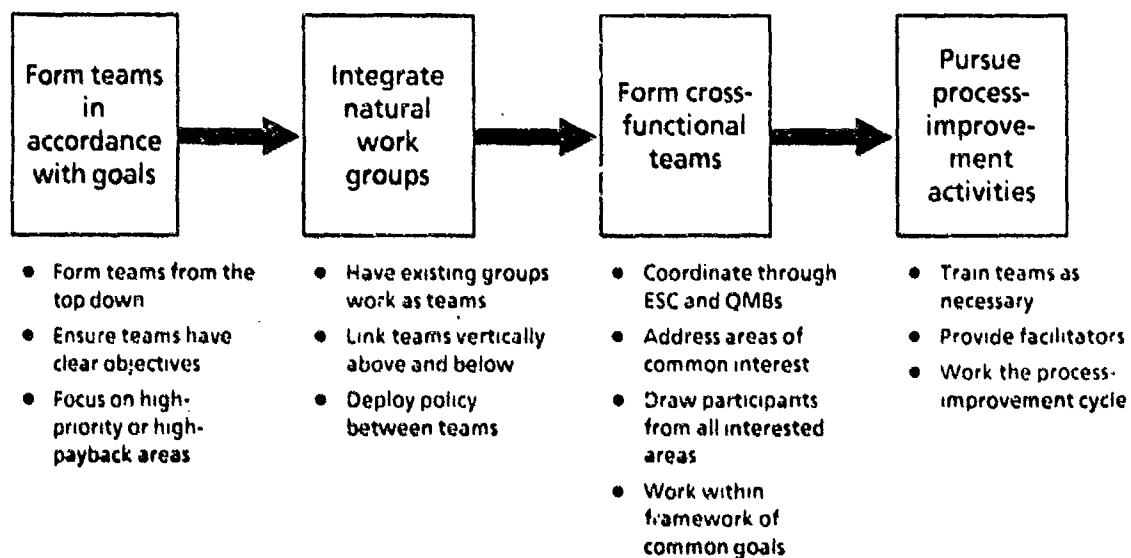 Form teams
in
accordance
with goals
Integrate
natural
work
groups
Form cross-
functional
teams
Pursue
process-
improve-
ment
activities
● Form teams from the
top down
● Ensure teams have
clear objectives
● Focus on high-
priority or high-
payback areas
● Have existing groups
work as teams
● Link teams vertically
above and below
● Deploy policy
between teams
● Coordinate through
ESC and QMBs
● Address areas of
common interest
● Draw participants
from all interested
areas
● Work within
framework of
common goals
● Train teams as
necessary
● Provide facilitators
● Work the process-
improvement cycle